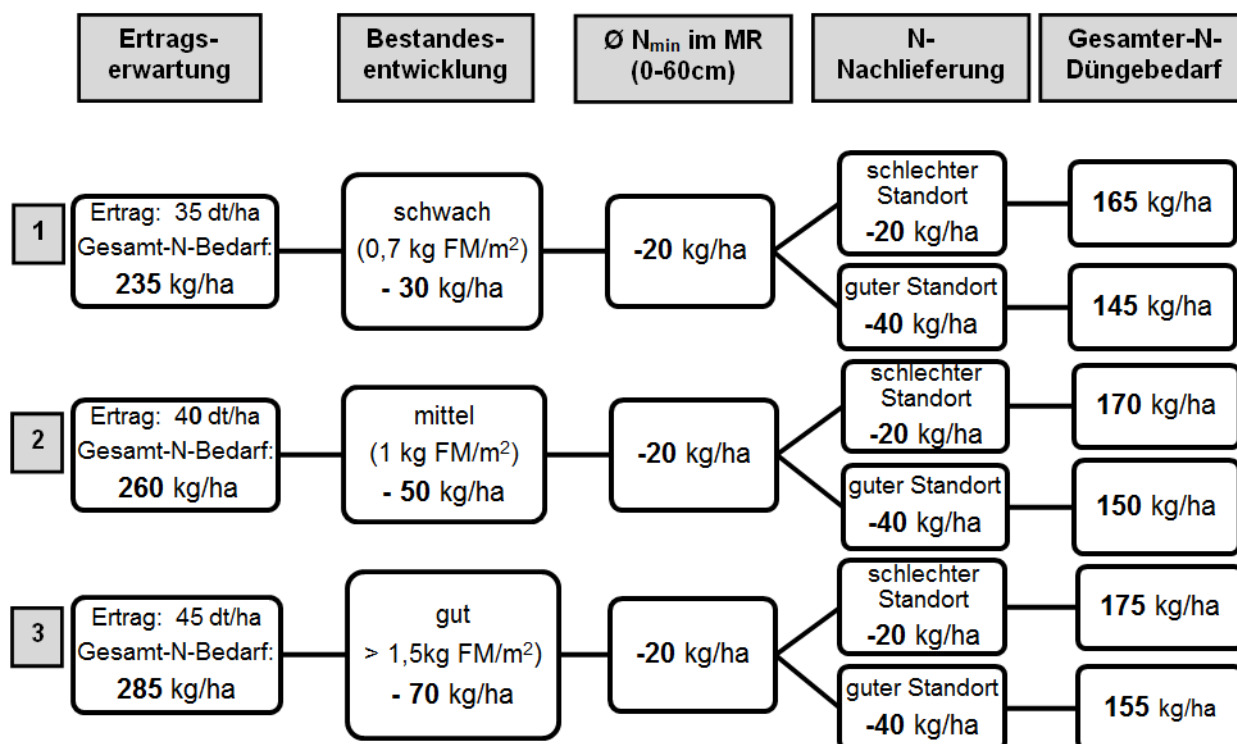 Ertrags-
erwartung
Bestandes-
entwicklung
Ø Nmin im MR
(0-60cm)
N-
Nachlieferung
Gesamter-N-
Düngebedarf
1
Ertrag: 35 dt/ha
Gesamt-N-Bedarf:
235 kg/ha
schwach
(0,7 kg FM/m²)
- 30 kg/ha
-20 kg/ha
schlechter
Standort
-20 kg/ha
165 kg/ha
guter Standort
-40 kg/ha
145 kg/ha
2
Ertrag: 40 dt/ha
Gesamt-N-Bedarf:
260 kg/ha
mittel
(1 kg FM/m²)
- 50 kg/ha
-20 kg/ha
schlechter
Standort
-20 kg/ha
170 kg/ha
guter Standort
-40 kg/ha
150 kg/ha
3
Ertrag: 45 dt/ha
Gesamt-N-Bedarf:
285 kg/ha
gut
> 1,5kg FM/m²)
- 70 kg/ha
-20 kg/ha
schlechter
Standort
-20 kg/ha
175 kg/ha
guter Standort
-40 kg/ha
155 kg/ha